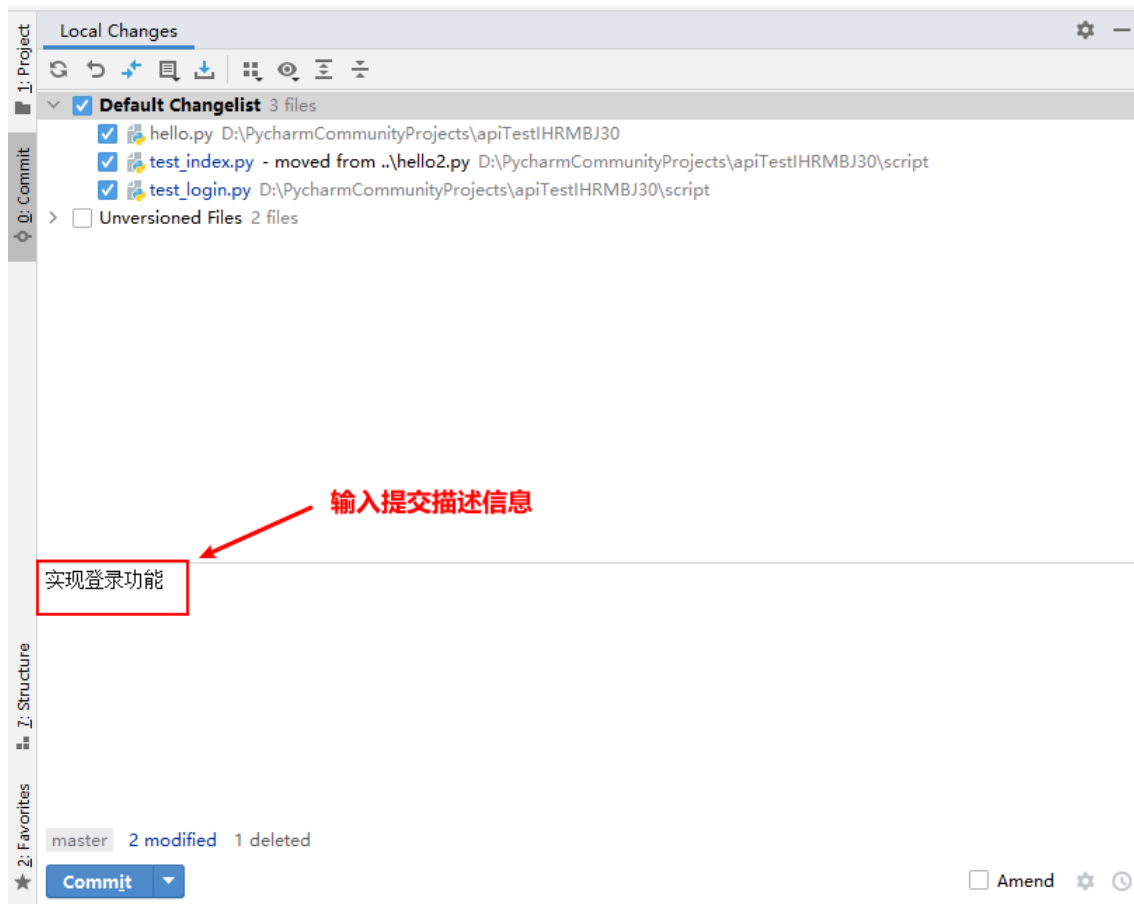 1: Project
0: Commit
7: Structure
2: Favorites
Local Changes
Default Changelist 3 files
hello.py D:\PycharmCommunityProjects\apiTestIHRMBJ30
test_index.py - moved from ..\hello2.py D:\PycharmCommunityProjects\apiTestIHRMBJ30\script
test_login.py D:\PycharmCommunityProjects\apiTestIHRMBJ30\script
Unversioned Files 2 files
输入提交描述信息
实现登录功能
master 2 modified 1 deleted
Commit Amend